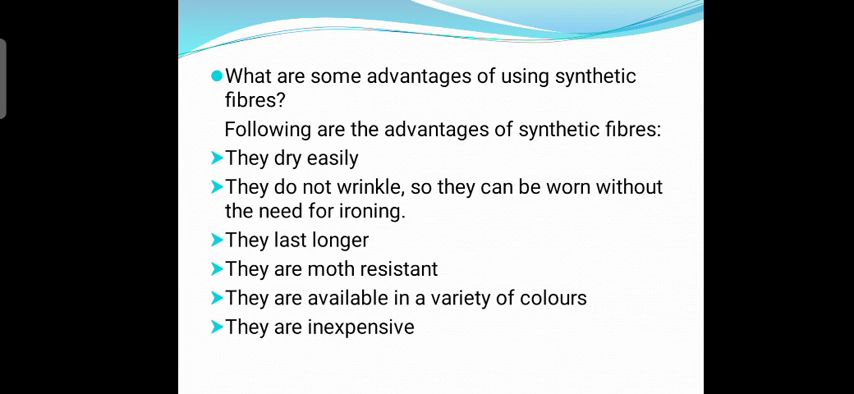 What are some advantages of using synthetic
fibres?
Following are the advantages of synthetic fibres:
They dry easily
They do not wrinkle, so they can be worn without
the need for ironing.
They last longer
They are moth resistant
They are available in a variety of colours
They are inexpensive